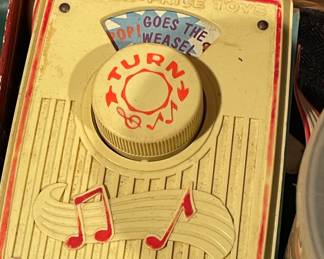 PRICE TOYS
POP! GOES THE
WEASEL
TURN